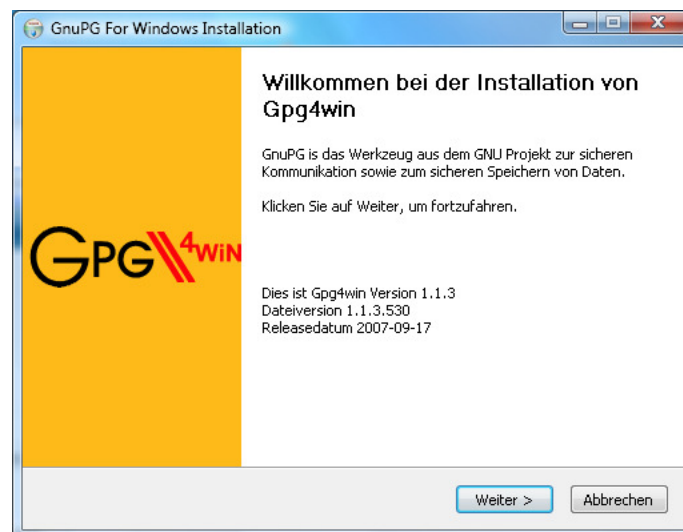 GnuPG For Windows Installation
Willkommen bei der Installation von
Gpg4win
GnuPG is das Werkzeug aus dem GNU Projekt zur sicheren
Kommunikation sowie zum sicheren Speichern von Daten.
Klicken Sie auf Weiter, um fortzufahren.
GPG4WiN
Dies ist Gpg4win Version 1.1.3
Dateiversion 1.1.3.530
Releasedatum 2007-09-17
Weiter >
Abbrechen